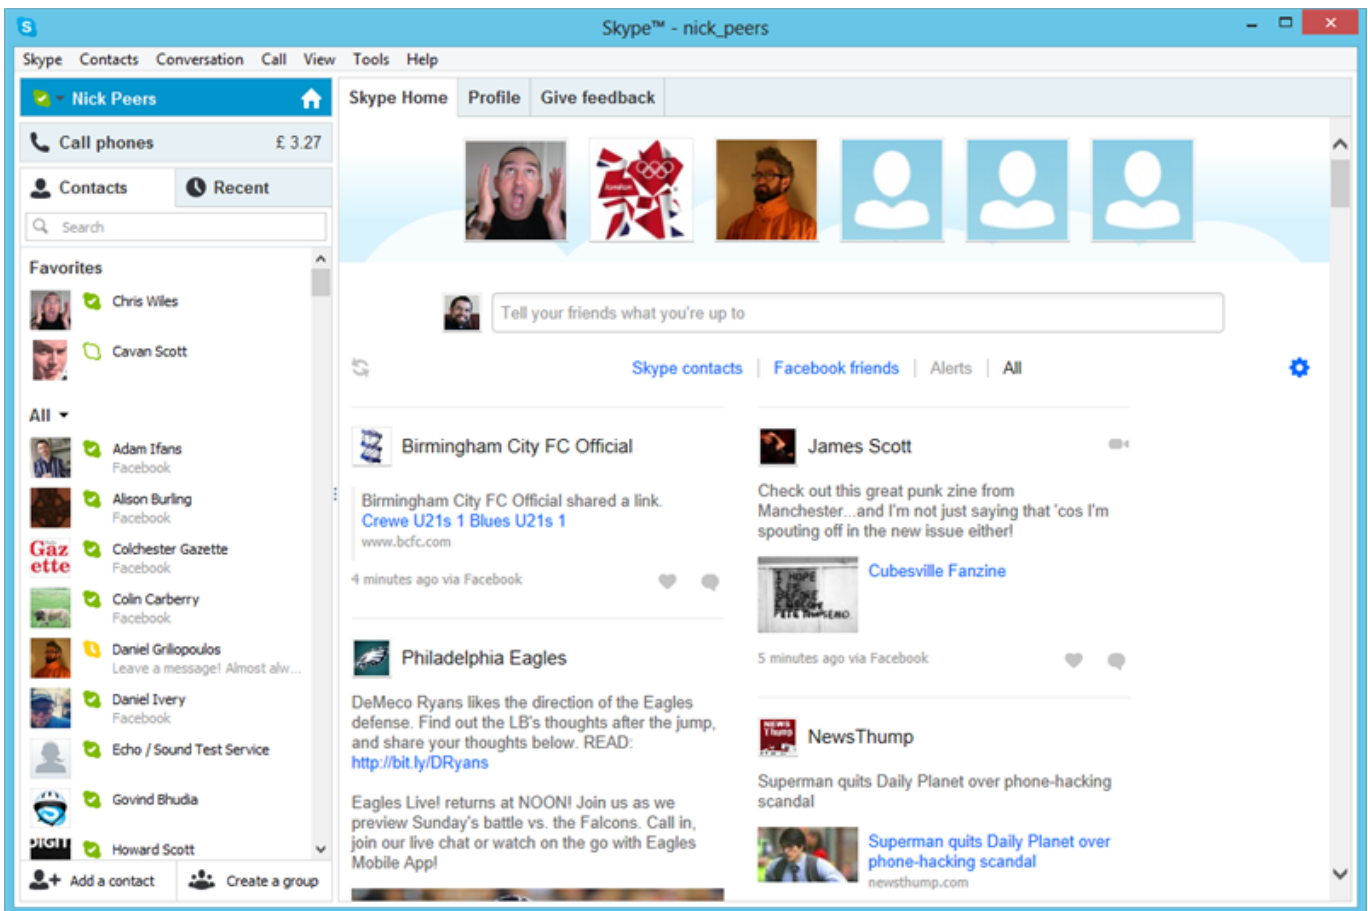 Skype™ - nick_peers
Skype Contacts Conversation Call View Tools Help
Nick Peers
Call phones £ 3.27
Contacts Recent
Search
Favorites
Chris Wiles
Cavan Scott
All
Adam Ifans
Facebook
Alison Burling
Facebook
Gaz
ette
Colchester Gazette
Facebook
Colin Carberry
Facebook
Daniel Griliopoulos
Leave a message! Almost alw...
Daniel Ivery
Facebook
Echo / Sound Test Service
Govind Bhudia
Howard Scott
Add a contact Create a group
Skype Home Profile Give feedback
london
Tell your friends what you're up to
Skype contacts Facebook friends Alerts All
Birmingham City FC Official
Birmingham City FC Official shared a link.
Crewe U21s 1 Blues U21s 1
www.bcfc.com
4 minutes ago via Facebook
Philadelphia Eagles
DeMeco Ryans likes the direction of the Eagles
defense. Find out the LB's thoughts after the jump,
and share your thoughts below. READ:
http://bit.ly/DRyans
Eagles Live! returns at NOON! Join us as we
preview Sunday's battle vs. the Falcons. Call in,
join our live chat or watch on the go with Eagles
Mobile App!
James Scott
Check out this great punk zine from
Manchester...and I'm not just saying that 'cos I'm
spouting off in the new issue either!
I HOPE
Cubesville Fanzine
5 minutes ago via Facebook
NEWS
Thump
NewsThump
Superman quits Daily Planet over phone-hacking
scandal
Superman quits Daily Planet over
phone-hacking scandal
newsthump.com